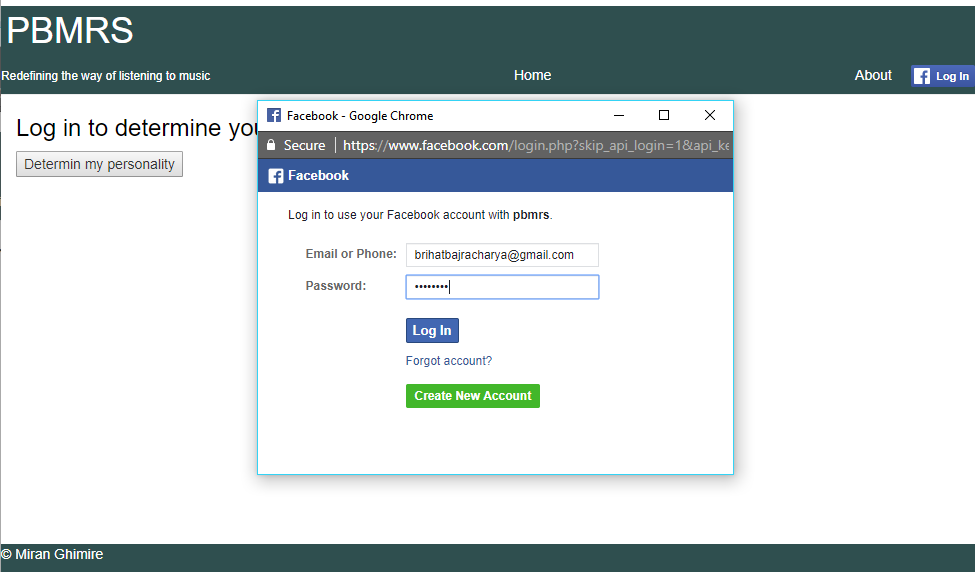 PBMRS
Redefining the way of listening to music
Home
About
Log In
Log in to determine you
Determin my personality
Facebook - Google Chrome
Secure
https://www.facebook.com/login.php?skip_api_login=1&api_ke
Facebook
Log in to use your Facebook account with pbmrs.
Email or Phone: brihatbajracharya@gmail.com
Password: ••••••••
Log In
Forgot account?
Create New Account
© Miran Ghimire